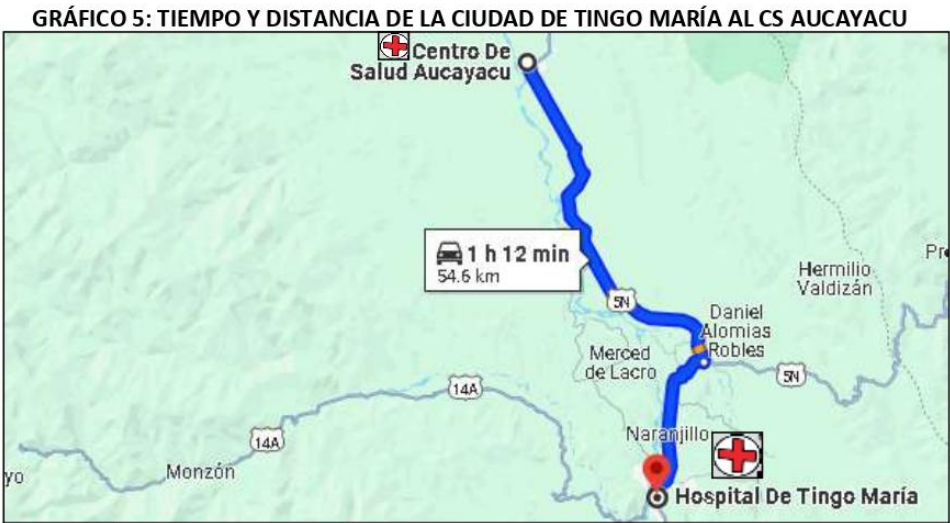 GRÁFICO 5: TIEMPO Y DISTANCIA DE LA CIUDAD DE TINGO MARÍA AL CS AUCAYACU
Centro De
Salud Aucayacu
1 h 12 min
54.6 km
5N
Hermilio
Valdizán
Pr
Daniel
Alomias
Robles
Merced
de Lacro
5N
14A
14A
Naranjillo
yo
Monzón
Hospital De Tingo María